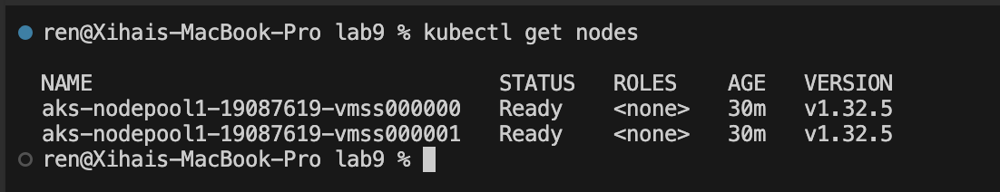 ren@Xihais-MacBook-Pro lab9 % kubectl get nodes
NAME STATUS ROLES AGE VERSION
aks-nodepool1-19087619-vmss000000 Ready <none> 30m v1.32.5
aks-nodepool1-19087619-vmss000001 Ready <none> 30m v1.32.5
ren@Xihais-MacBook-Pro lab9 %